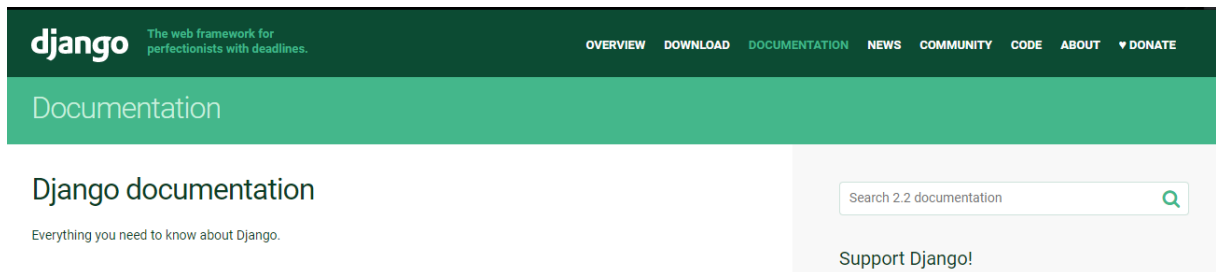 django
The web framework for
perfectionists with deadlines.
OVERVIEW DOWNLOAD DOCUMENTATION NEWS COMMUNITY CODE ABOUT ♥ DONATE
Documentation
Django documentation
Everything you need to know about Django.
Search 2.2 documentation
Support Django!